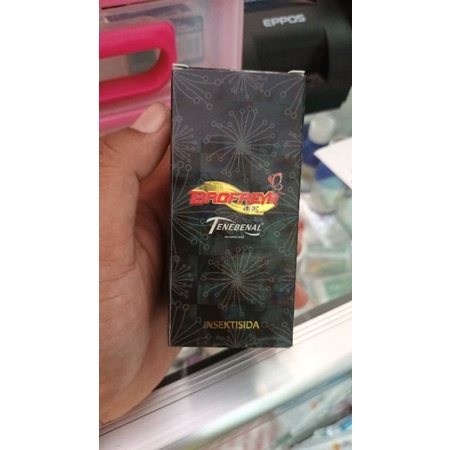 EPPOS
BROFREYA
TENEBENAL
INSEKTISIDA